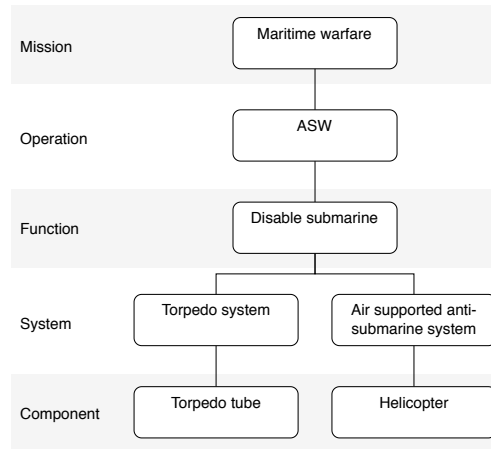 Mission
Maritime warfare
Operation
ASW
Function
Disable submarine
System
Torpedo system
Air supported anti-
submarine system
Component
Torpedo tube
Helicopter